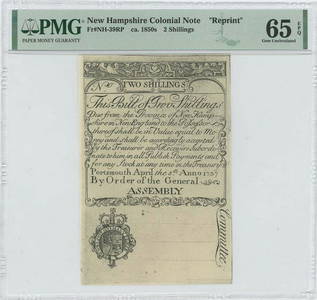 PMG New Hampshire Colonial Note "Reprint" 65 EPQ
PAPER MONEY GUARANTY Fr#NH-39RP ca. 1850s 2 Shillings Gem Uncirculated
No TWO SHILLINGS
This Bill of Two Shillings
Due from the Province of New Hamp
shire in New England to the Possessor
thereof shall be in Value equal to Mo
ney and shall be accordingly accepted
by the Treasurer and Receivers Subordi
nate to him in all Publick Payments and
for any Stock at any time in the Treasury
Portsmouth April the 1737
By Order of the General
ASSEMBLY
Committee